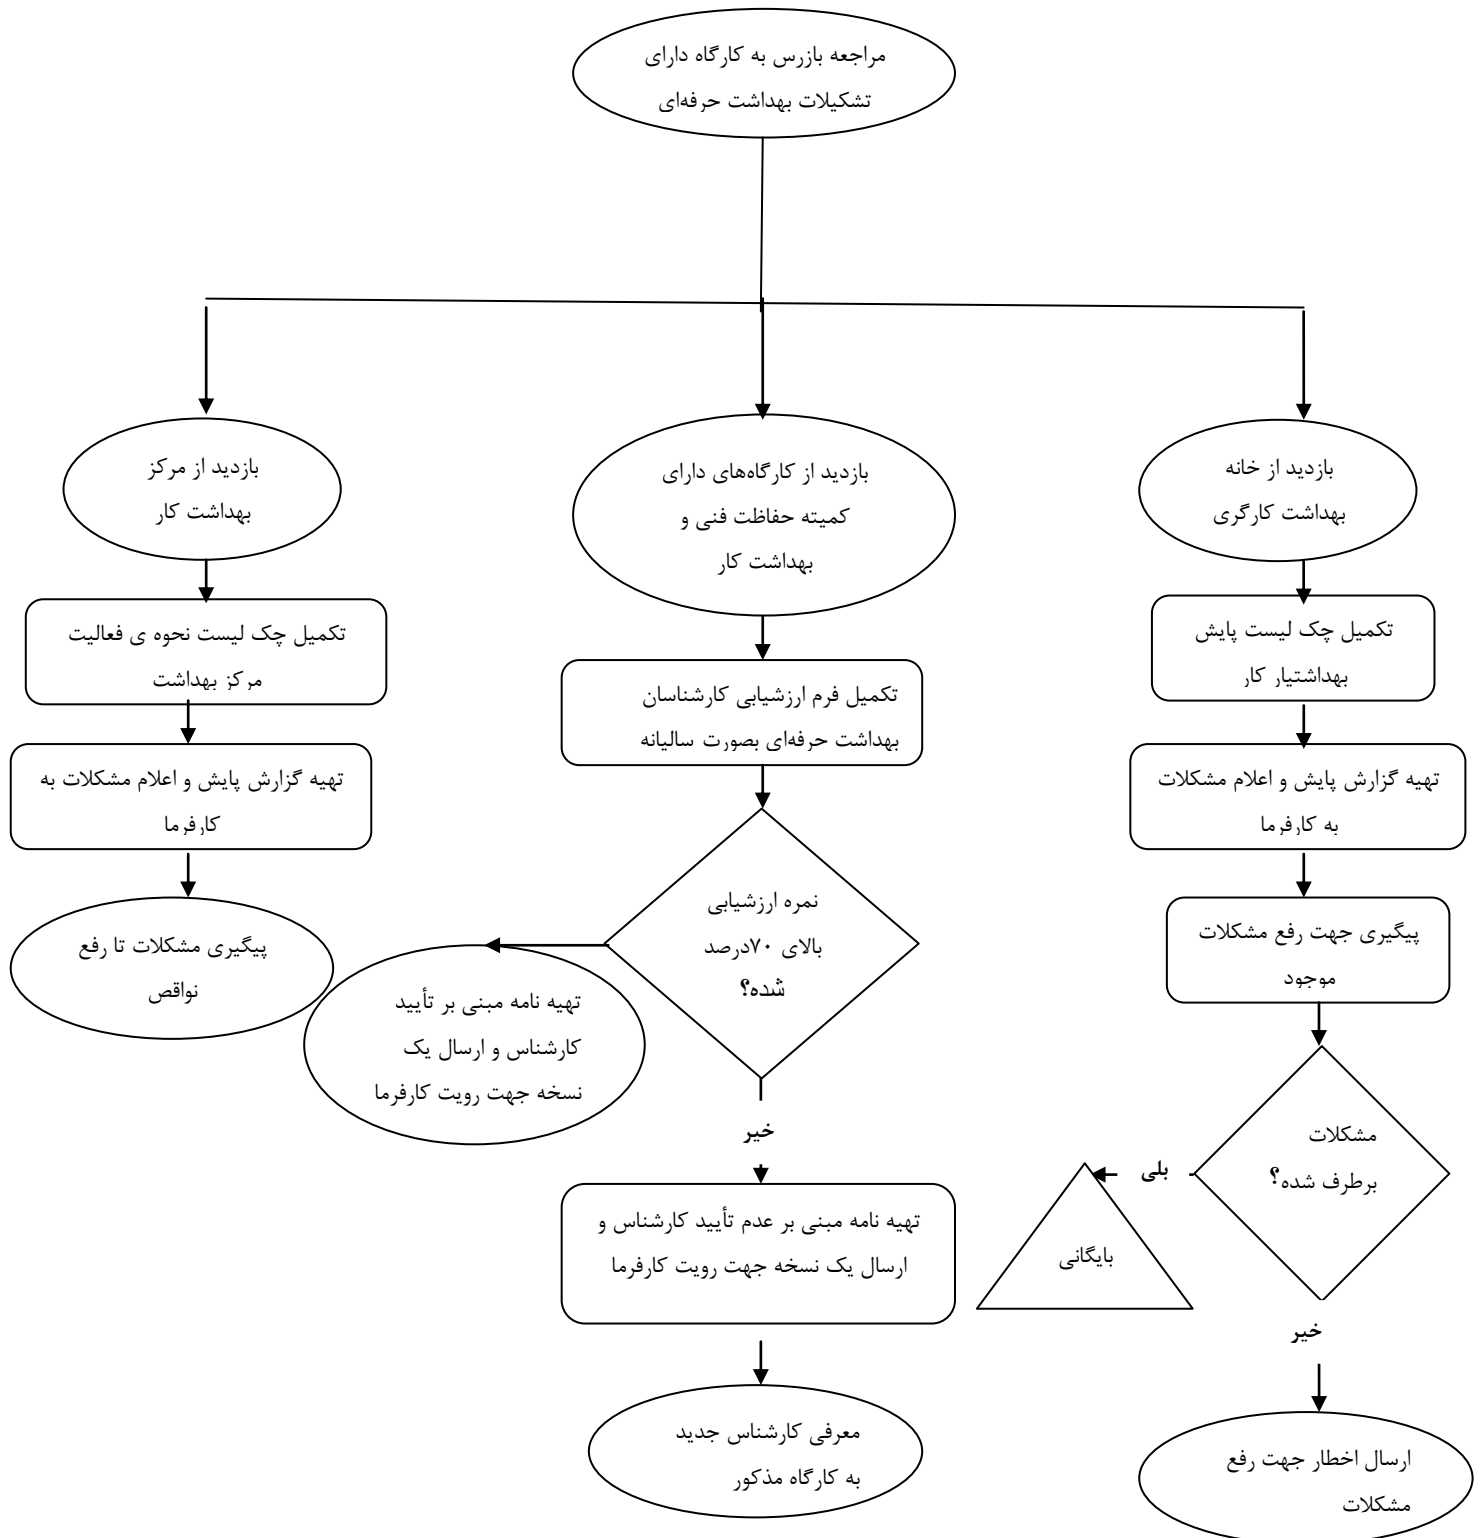 مراجعه بازرس به کارگاه دارای
تشکیلات بهداشت حرفه‌ای
بازدید از خانه
بهداشت کارگری
تکمیل چک لیست پایش
بهداشتیار کار
تهیه گزارش پایش و اعلام مشکلات
به کارفرما
پیگیری جهت رفع مشکلات
موجود
مشکلات
برطرف شده؟
بلی
بایگانی
خیر
ارسال اخطار جهت رفع
مشکلات
بازدید از کارگاه‌های دارای
کمیته حفاظت فنی و
بهداشت کار
تکمیل فرم ارزشیابی کارشناسان
بهداشت حرفه‌ای بصورت سالیانه
نمره ارزشیابی
بالای ۷۰درصد
شده؟
تهیه نامه مبنی بر تأیید
کارشناس و ارسال یک
نسخه جهت رویت کارفرما
خیر
تهیه نامه مبنی بر عدم تأیید کارشناس و
ارسال یک نسخه جهت رویت کارفرما
معرفی کارشناس جدید
به کارگاه مذکور
بازدید از مرکز
بهداشت کار
تکمیل چک لیست نحوه ی فعالیت
مرکز بهداشت
تهیه گزارش پایش و اعلام مشکلات به
کارفرما
پیگیری مشکلات تا رفع
نواقص